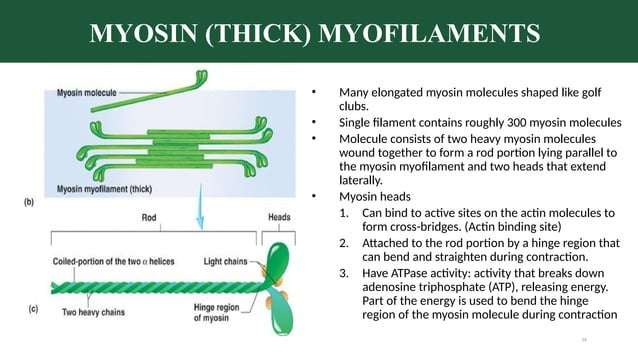 MYOSIN (THICK) MYOFILAMENTS
Myosin molecule
Myosin myofilament (thick)
(b)
Rod
Heads
Coiled-portion of the two α helices
Light chains
(c)
Two heavy chains
Hinge region
of myosin
• Many elongated myosin molecules shaped like golf
clubs.
• Single filament contains roughly 300 myosin molecules
• Molecule consists of two heavy myosin molecules
wound together to form a rod portion lying parallel to
the myosin myofilament and two heads that extend
laterally.
• Myosin heads
1. Can bind to active sites on the actin molecules to
form cross-bridges. (Actin binding site)
2. Attached to the rod portion by a hinge region that
can bend and straighten during contraction.
3. Have ATPase activity: activity that breaks down
adenosine triphosphate (ATP), releasing energy.
Part of the energy is used to bend the hinge
region of the myosin molecule during contraction